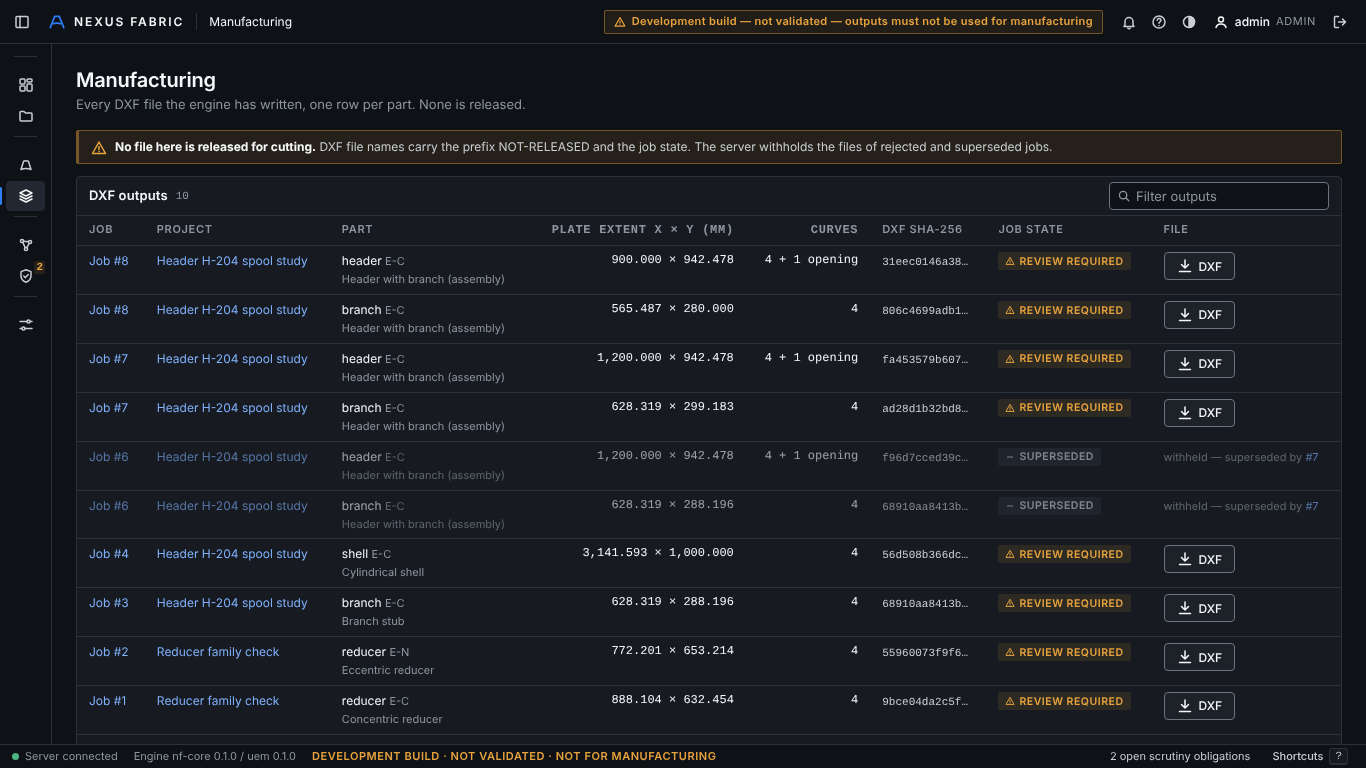 NEXUS FABRIC Manufacturing Development build — not validated — outputs must not be used for manufacturing admin ADMIN
Manufacturing
Every DXF file the engine has written, one row per part. None is released.
No file here is released for cutting. DXF file names carry the prefix NOT-RELEASED and the job state. The server withholds the files of rejected and superseded jobs.
DXF outputs 10 Filter outputs
JOB PROJECT PART PLATE EXTENT X × Y (MM) CURVES DXF SHA-256 JOB STATE FILE
Job #8 Header H-204 spool study header E-C 900.000 × 942.478 4 + 1 opening 31eec0146a38… REVIEW REQUIRED DXF
Header with branch (assembly)
Job #8 Header H-204 spool study branch E-C 565.487 × 280.000 4 806c4699adb1… REVIEW REQUIRED DXF
Header with branch (assembly)
Job #7 Header H-204 spool study header E-C 1,200.000 × 942.478 4 + 1 opening fa453579b607… REVIEW REQUIRED DXF
Header with branch (assembly)
Job #7 Header H-204 spool study branch E-C 628.319 × 299.183 4 ad28d1b32bd8… REVIEW REQUIRED DXF
Header with branch (assembly)
Job #6 Header H-204 spool study header E-C 1,200.000 × 942.478 4 + 1 opening f96d7cced39c… – SUPERSEDED withheld — superseded by #7
Header with branch (assembly)
2
Job #6 Header H-204 spool study branch E-C 628.319 × 288.196 4 68910aa8413b… – SUPERSEDED withheld — superseded by #7
Header with branch (assembly)
Job #4 Header H-204 spool study shell E-C 3,141.593 × 1,000.000 4 56d508b366dc… REVIEW REQUIRED DXF
Cylindrical shell
Job #3 Header H-204 spool study branch E-C 628.319 × 288.196 4 68910aa8413b… REVIEW REQUIRED DXF
Branch stub
Job #2 Reducer family check reducer E-N 772.201 × 653.214 4 55960073f9f6… REVIEW REQUIRED DXF
Eccentric reducer
Job #1 Reducer family check reducer E-C 888.104 × 632.454 4 9bce04da2c5f… REVIEW REQUIRED DXF
Concentric reducer
Server connected Engine nf-core 0.1.0 / uem 0.1.0 DEVELOPMENT BUILD · NOT VALIDATED · NOT FOR MANUFACTURING 2 open scrutiny obligations Shortcuts ?